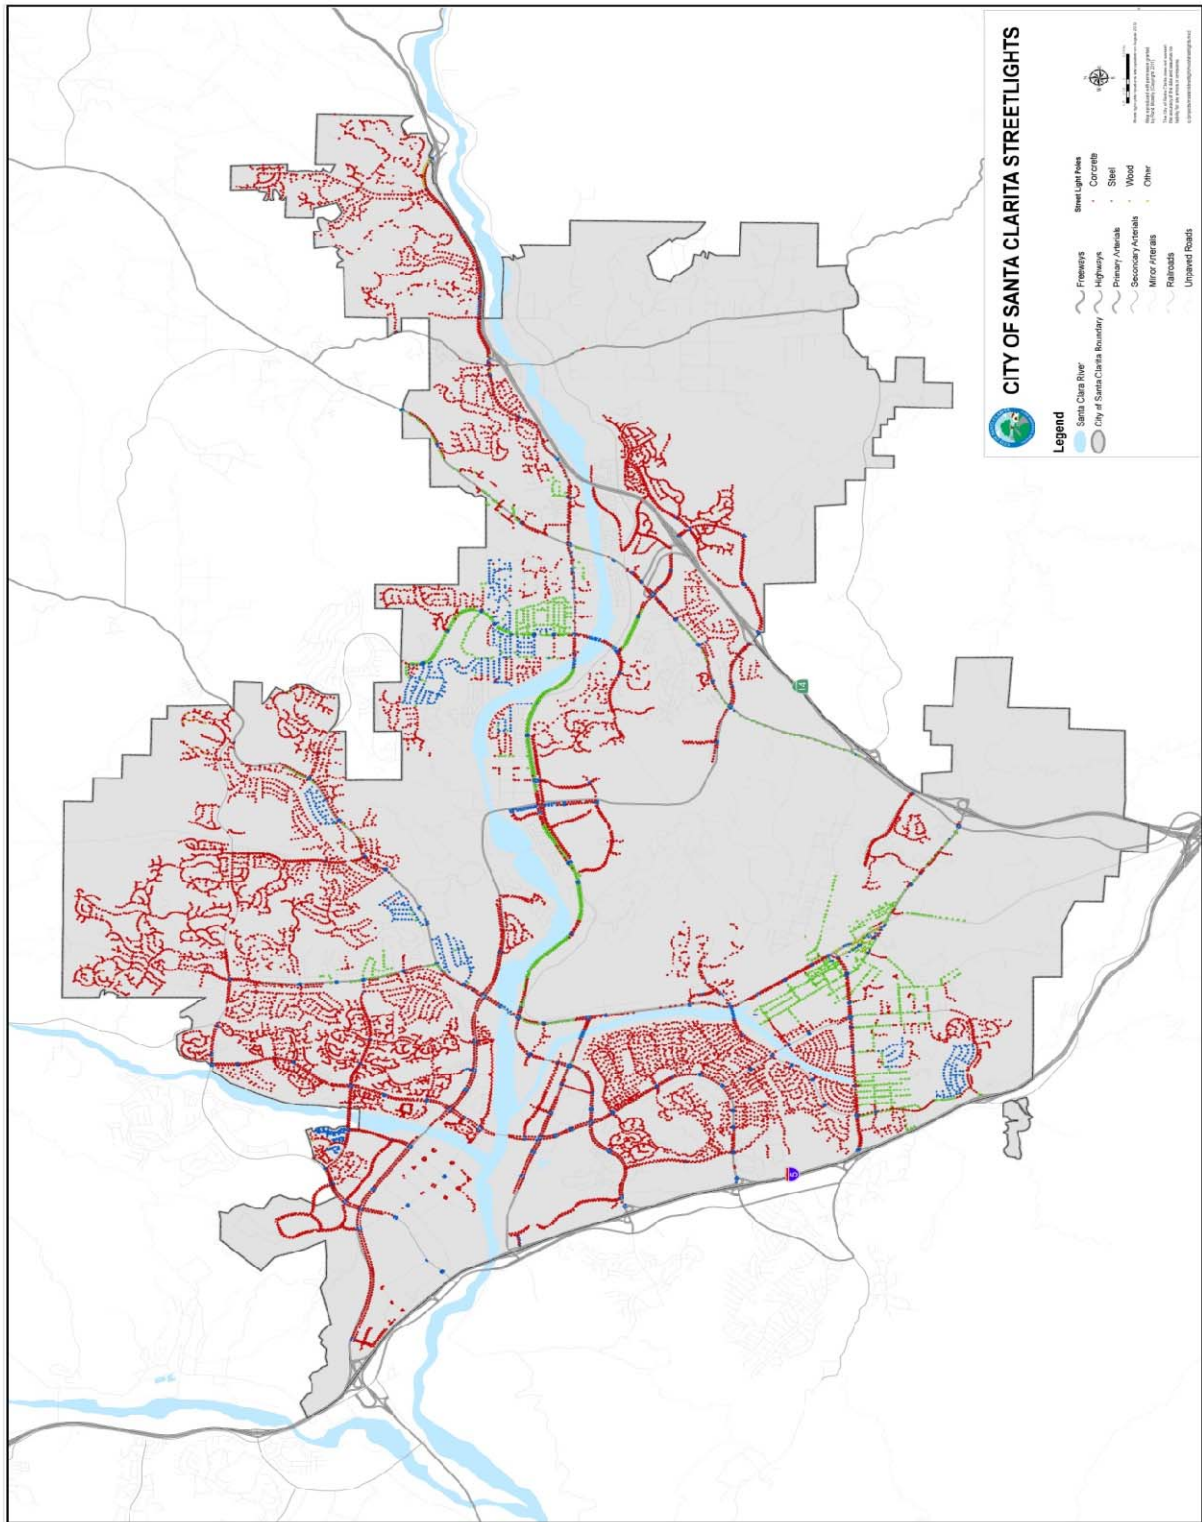 CITY OF SANTA CLARITA STREETLIGHTS
Legend
Santa Clara River
City of Santa Clarita Boundary
Freeways
Highways
Primary Arterials
Secondary Arterials
Minor Arterials
Railroads
Unpaved Roads
Street Light Poles
Concrete
Steel
Wood
Other
14
5